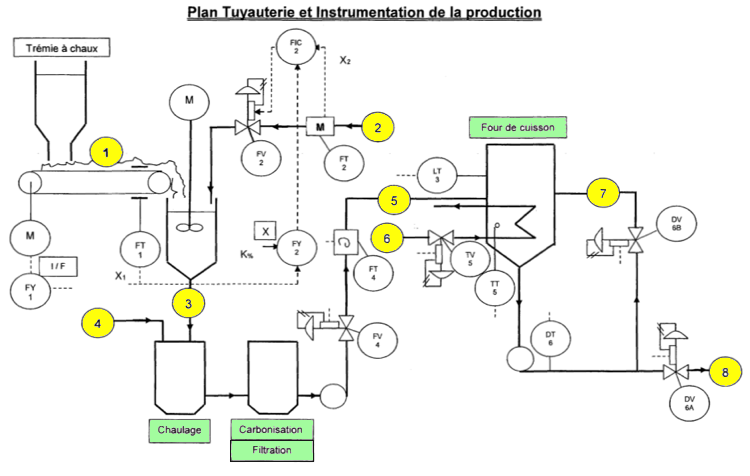 Plan Tuyauterie et Instrumentation de la production
Trémie à chaux
FIC
2
X₂
M
M
2
FV
2
FT
2
Four de cuisson
1
LT
3
5
7
6
M
FT
1
X
K%
FY
2
FT
4
TV
5
TT
5
DV
6B
I / F
FY
1
X₁
3
4
FV
4
DT
6
8
DV
6A
Chaulage
Carbonisation
Filtration